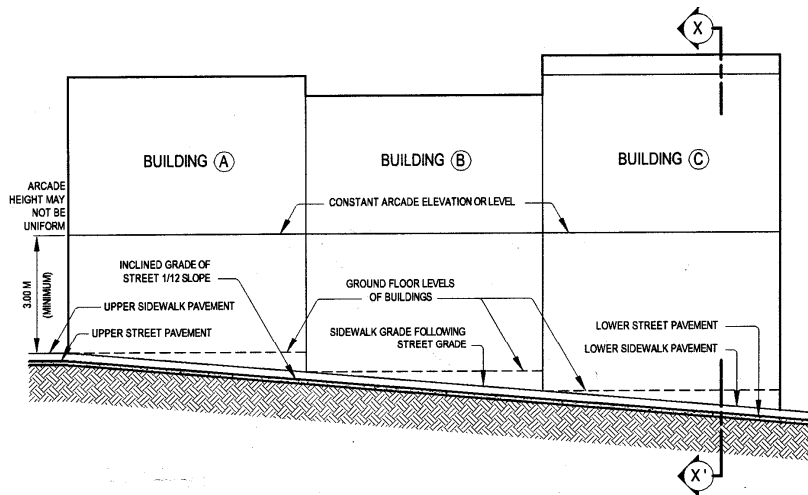 X
BUILDING A
BUILDING B
BUILDING C
ARCADE
HEIGHT MAY
NOT BE
UNIFORM
CONSTANT ARCADE ELEVATION OR LEVEL
3.00 M
(MINIMUM)
INCLINED GRADE OF
STREET 1/12 SLOPE
GROUND FLOOR LEVELS
OF BUILDINGS
UPPER SIDEWALK PAVEMENT
UPPER STREET PAVEMENT
SIDEWALK GRADE FOLLOWING
STREET GRADE
LOWER STREET PAVEMENT
LOWER SIDEWALK PAVEMENT
X'